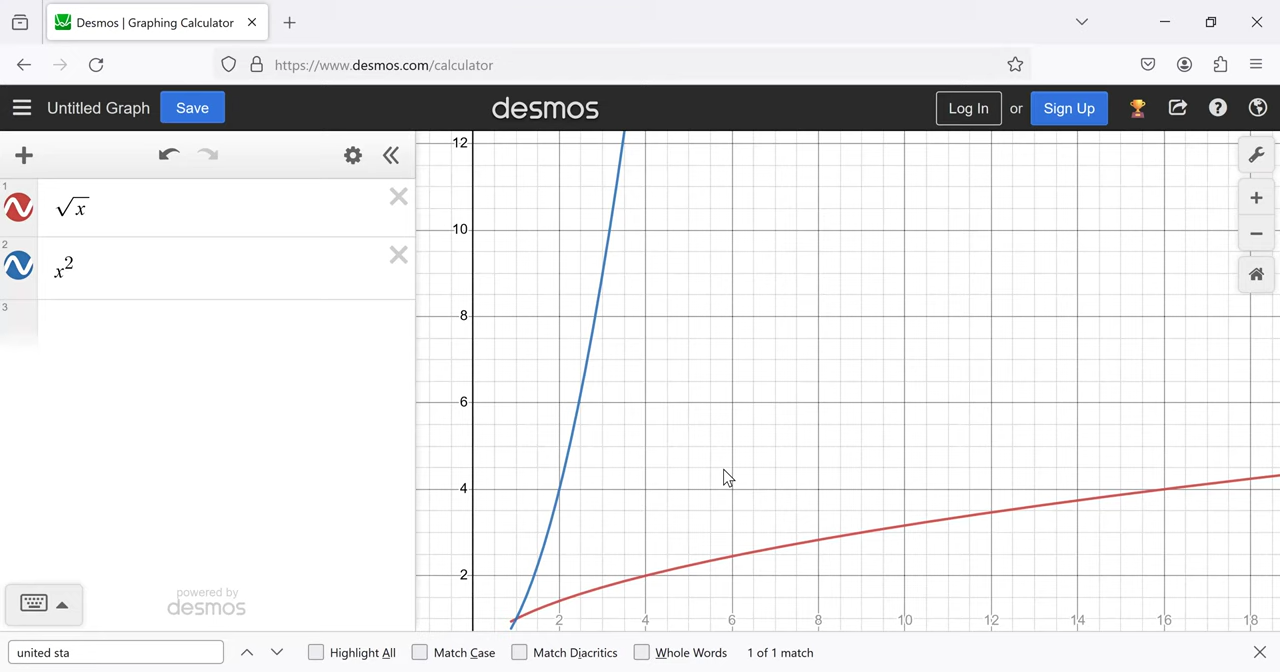 Desmos | Graphing Calculator
https://www.desmos.com/calculator
Untitled Graph
Save
desmos
Log In
or
Sign Up
1
√x
2
x²
3
12
10
8
6
4
2
2
4
6
8
10
12
14
16
18
powered by
desmos
united sta
Highlight All
Match Case
Match Diacritics
Whole Words
1 of 1 match